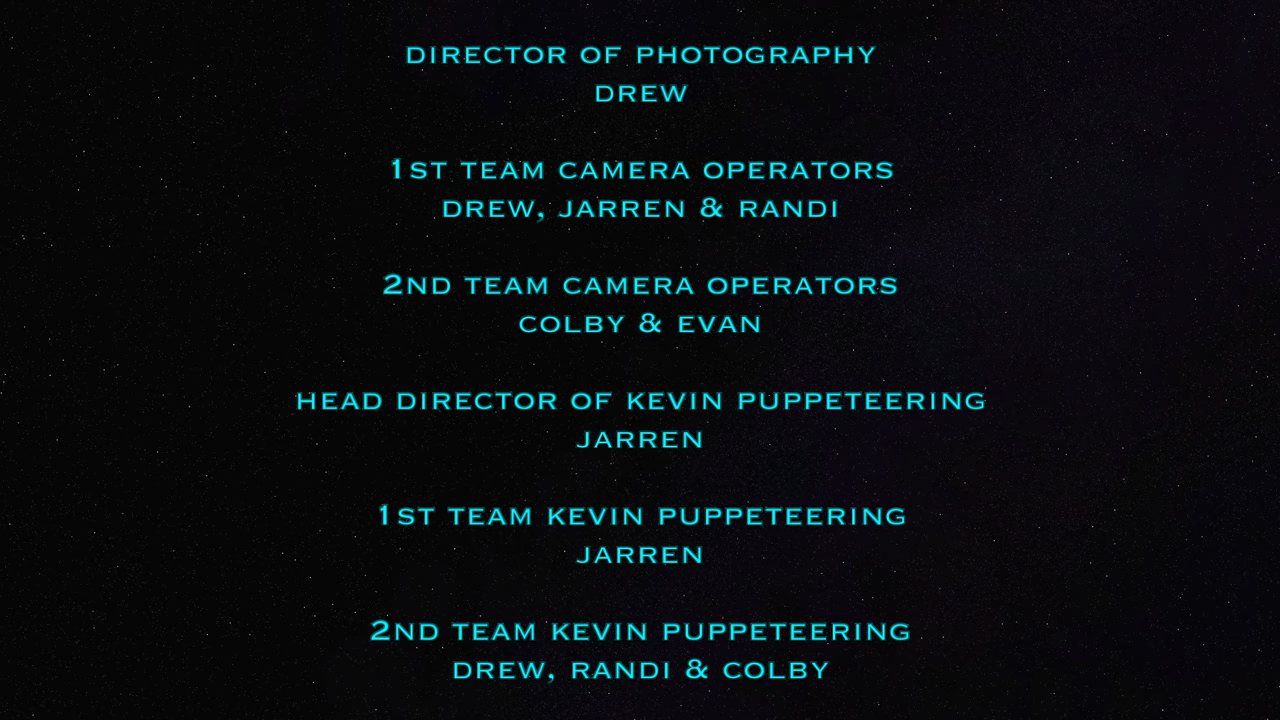 DIRECTOR OF PHOTOGRAPHY
DREW
1ST TEAM CAMERA OPERATORS
DREW, JARREN & RANDI
2ND TEAM CAMERA OPERATORS
COLBY & EVAN
HEAD DIRECTOR OF KEVIN PUPPETEERING
JARREN
1ST TEAM KEVIN PUPPETEERING
JARREN
2ND TEAM KEVIN PUPPETEERING
DREW, RANDI & COLBY